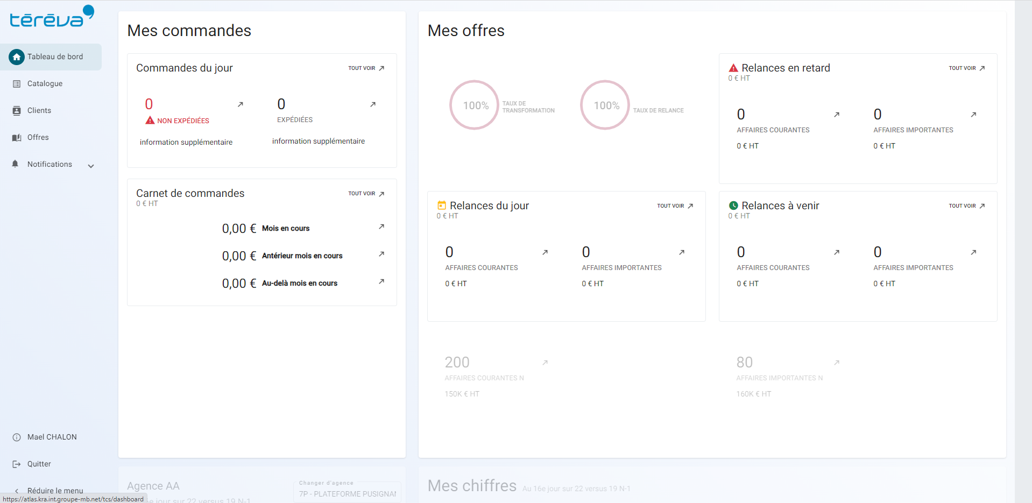 téréva
Tableau de bord
Catalogue
Clients
Offres
Notifications
Mael CHALON
Quitter
Réduire le menu
https://atlas.kra.int.groupe-mb.net/tcs/dashboard
Mes commandes
Commandes du jour
TOUT VOIR
0
NON EXPÉDIÉES
information supplémentaire
0
EXPÉDIÉES
information supplémentaire
Carnet de commandes
TOUT VOIR
0 € HT
0,00 € Mois en cours
0,00 € Antérieur mois en cours
0,00 € Au-delà mois en cours
Mes offres
100%
TAUX DE
TRANSFORMATION
100%
TAUX DE RELANCE
Relances en retard
TOUT VOIR
0 € HT
0
AFFAIRES COURANTES
0 € HT
0
AFFAIRES IMPORTANTES
0 € HT
Relances du jour
TOUT VOIR
0 € HT
0
AFFAIRES COURANTES
0 € HT
0
AFFAIRES IMPORTANTES
0 € HT
Relances à venir
TOUT VOIR
0 € HT
0
AFFAIRES COURANTES
0 € HT
0
AFFAIRES IMPORTANTES
0 € HT
200
AFFAIRES COURANTES N
150K € HT
80
AFFAIRES IMPORTANTES N
160K € HT
Agence AA
jour sur 22 versus 19 N-1
Changer d'agence
7P - PLATEFORME PUSIGNAN
Mes chiffres
Au 16e jour sur 22 versus 19 N-1